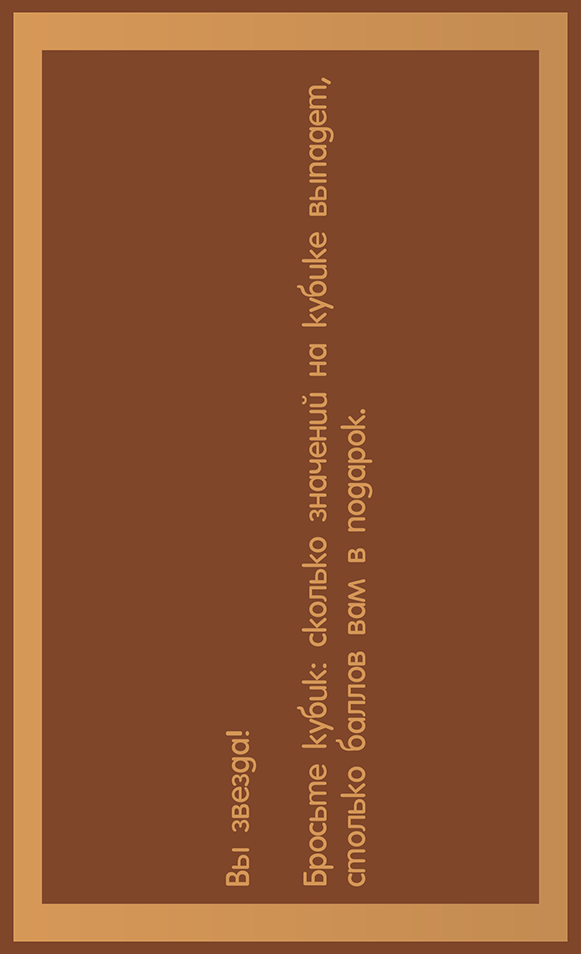 Вы звезда!
Бросьте кубик: сколько значений на кубике выпадет,
столько баллов вам в подарок.